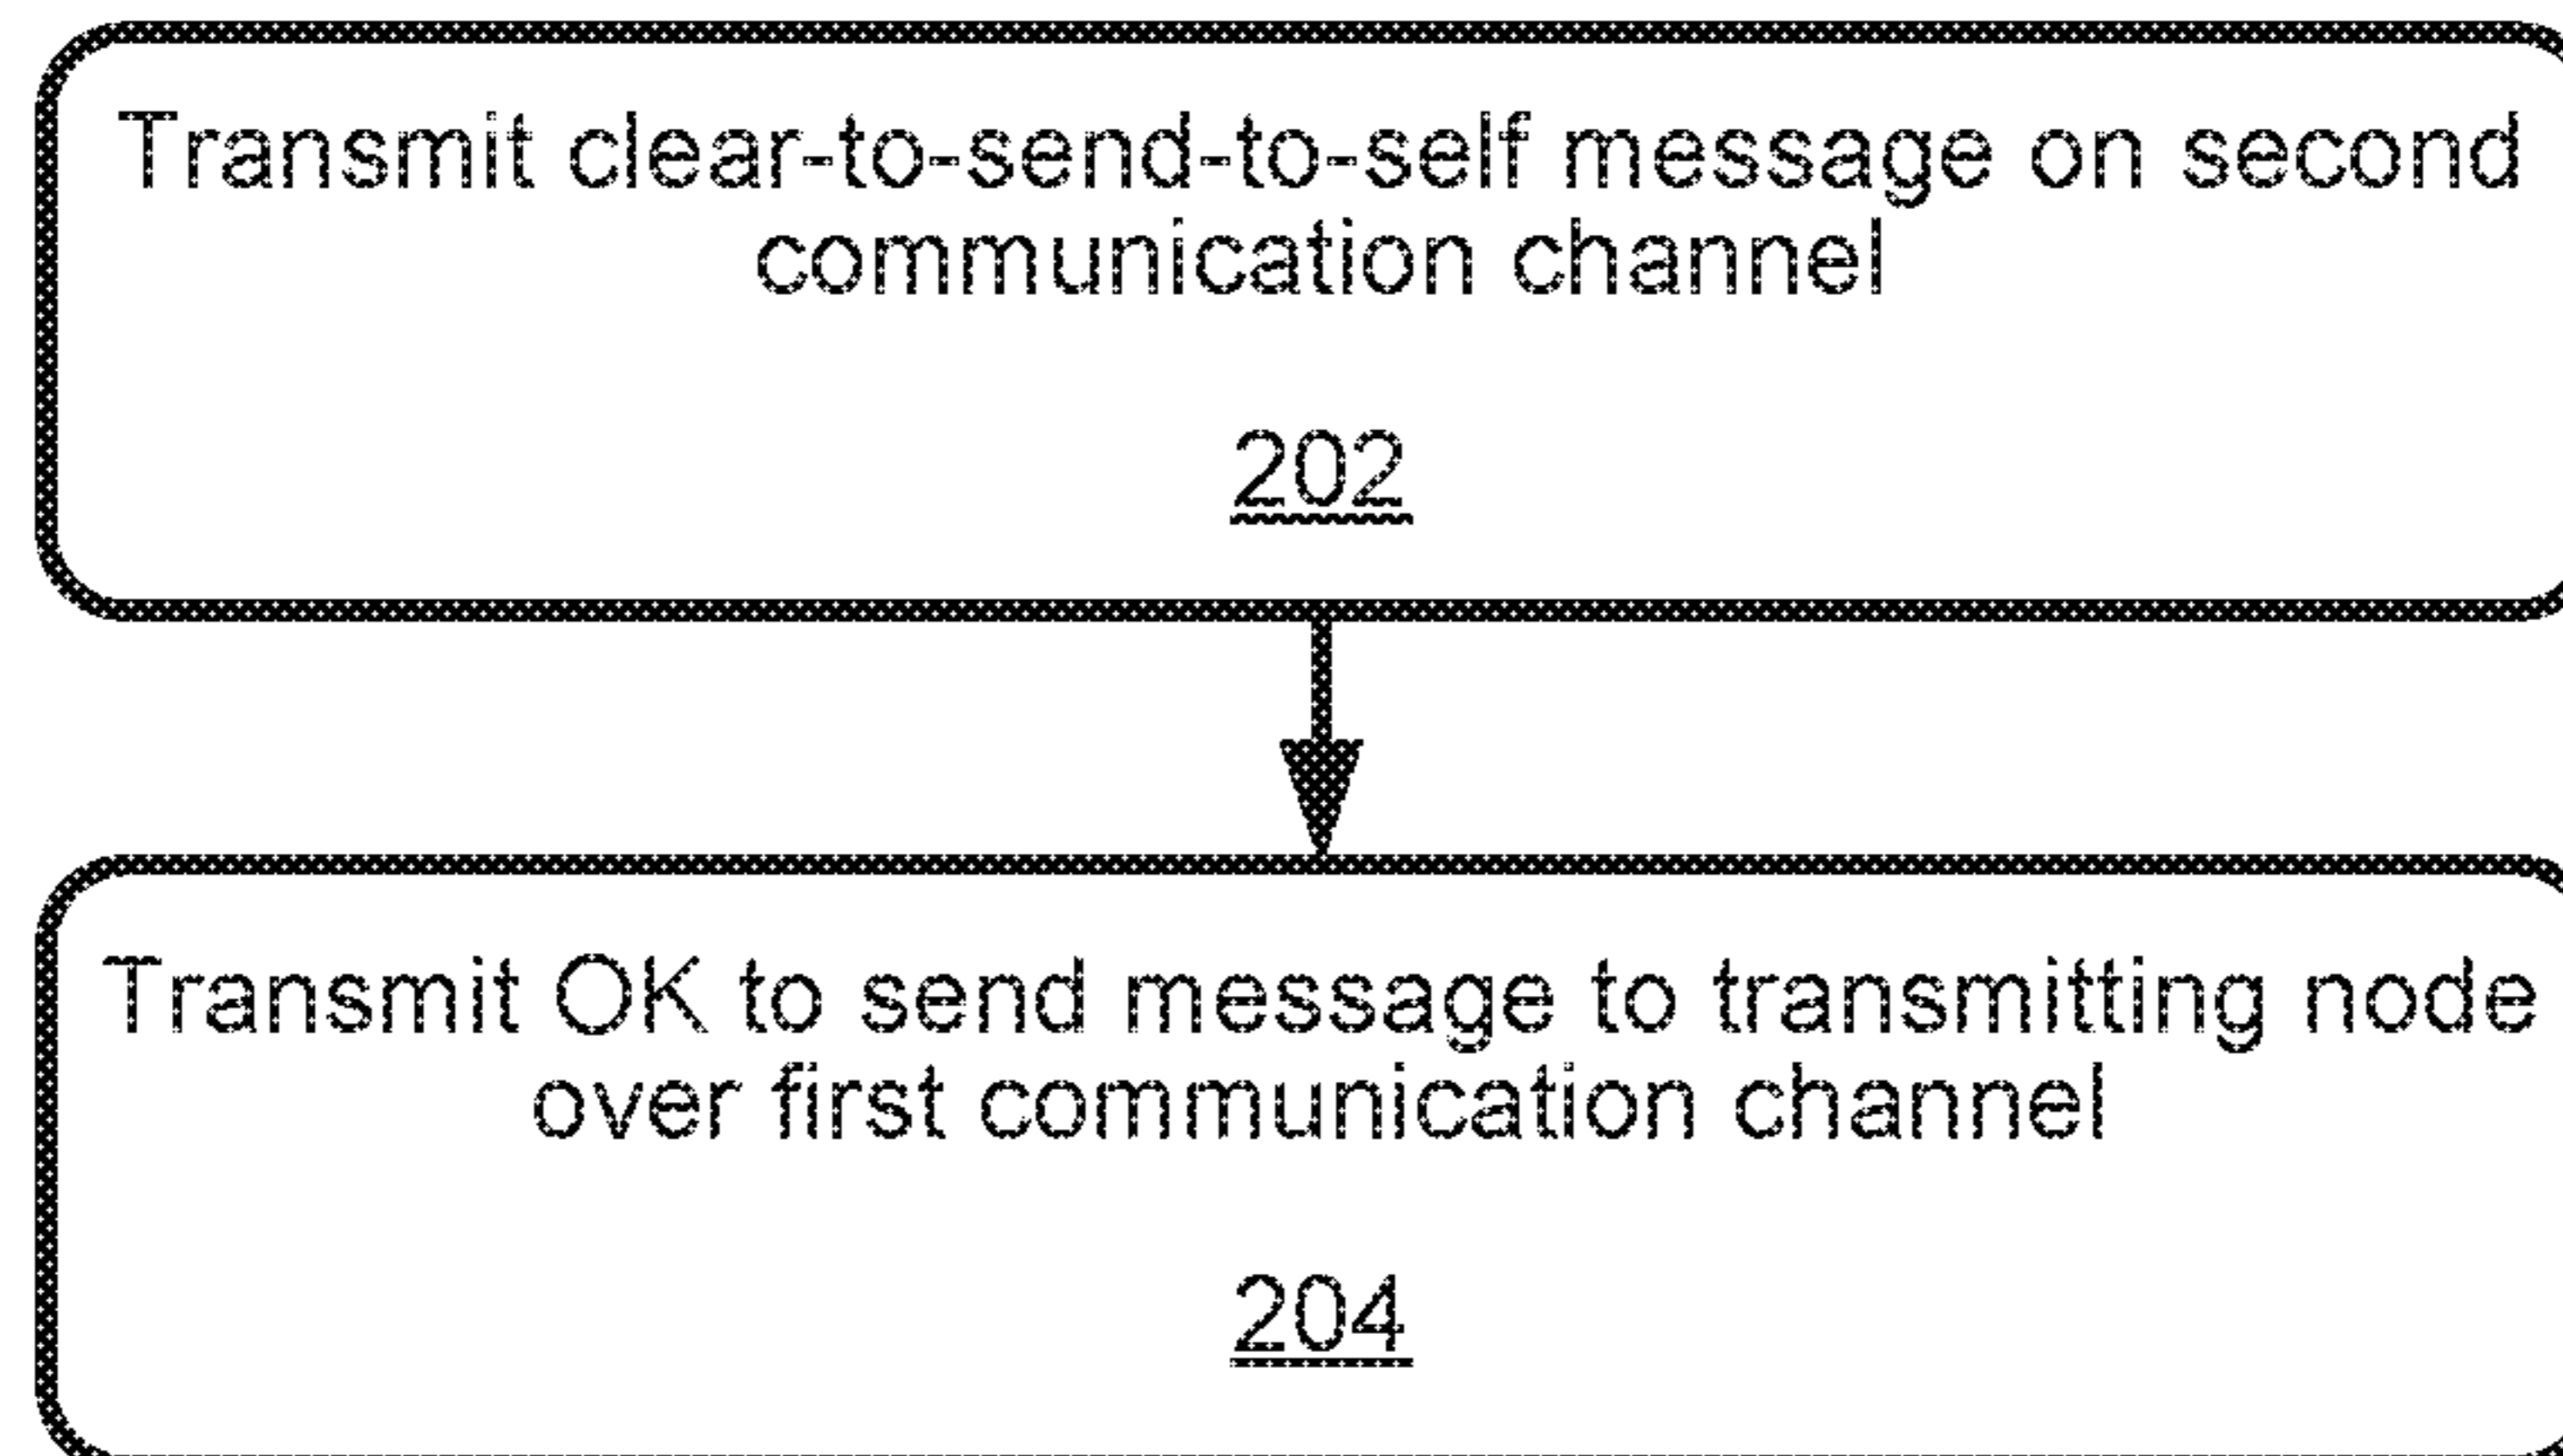 Transmit clear-to-send-to-self message on second
communication channel
202
Transmit OK to send message to transmitting node
over first communication channel
204